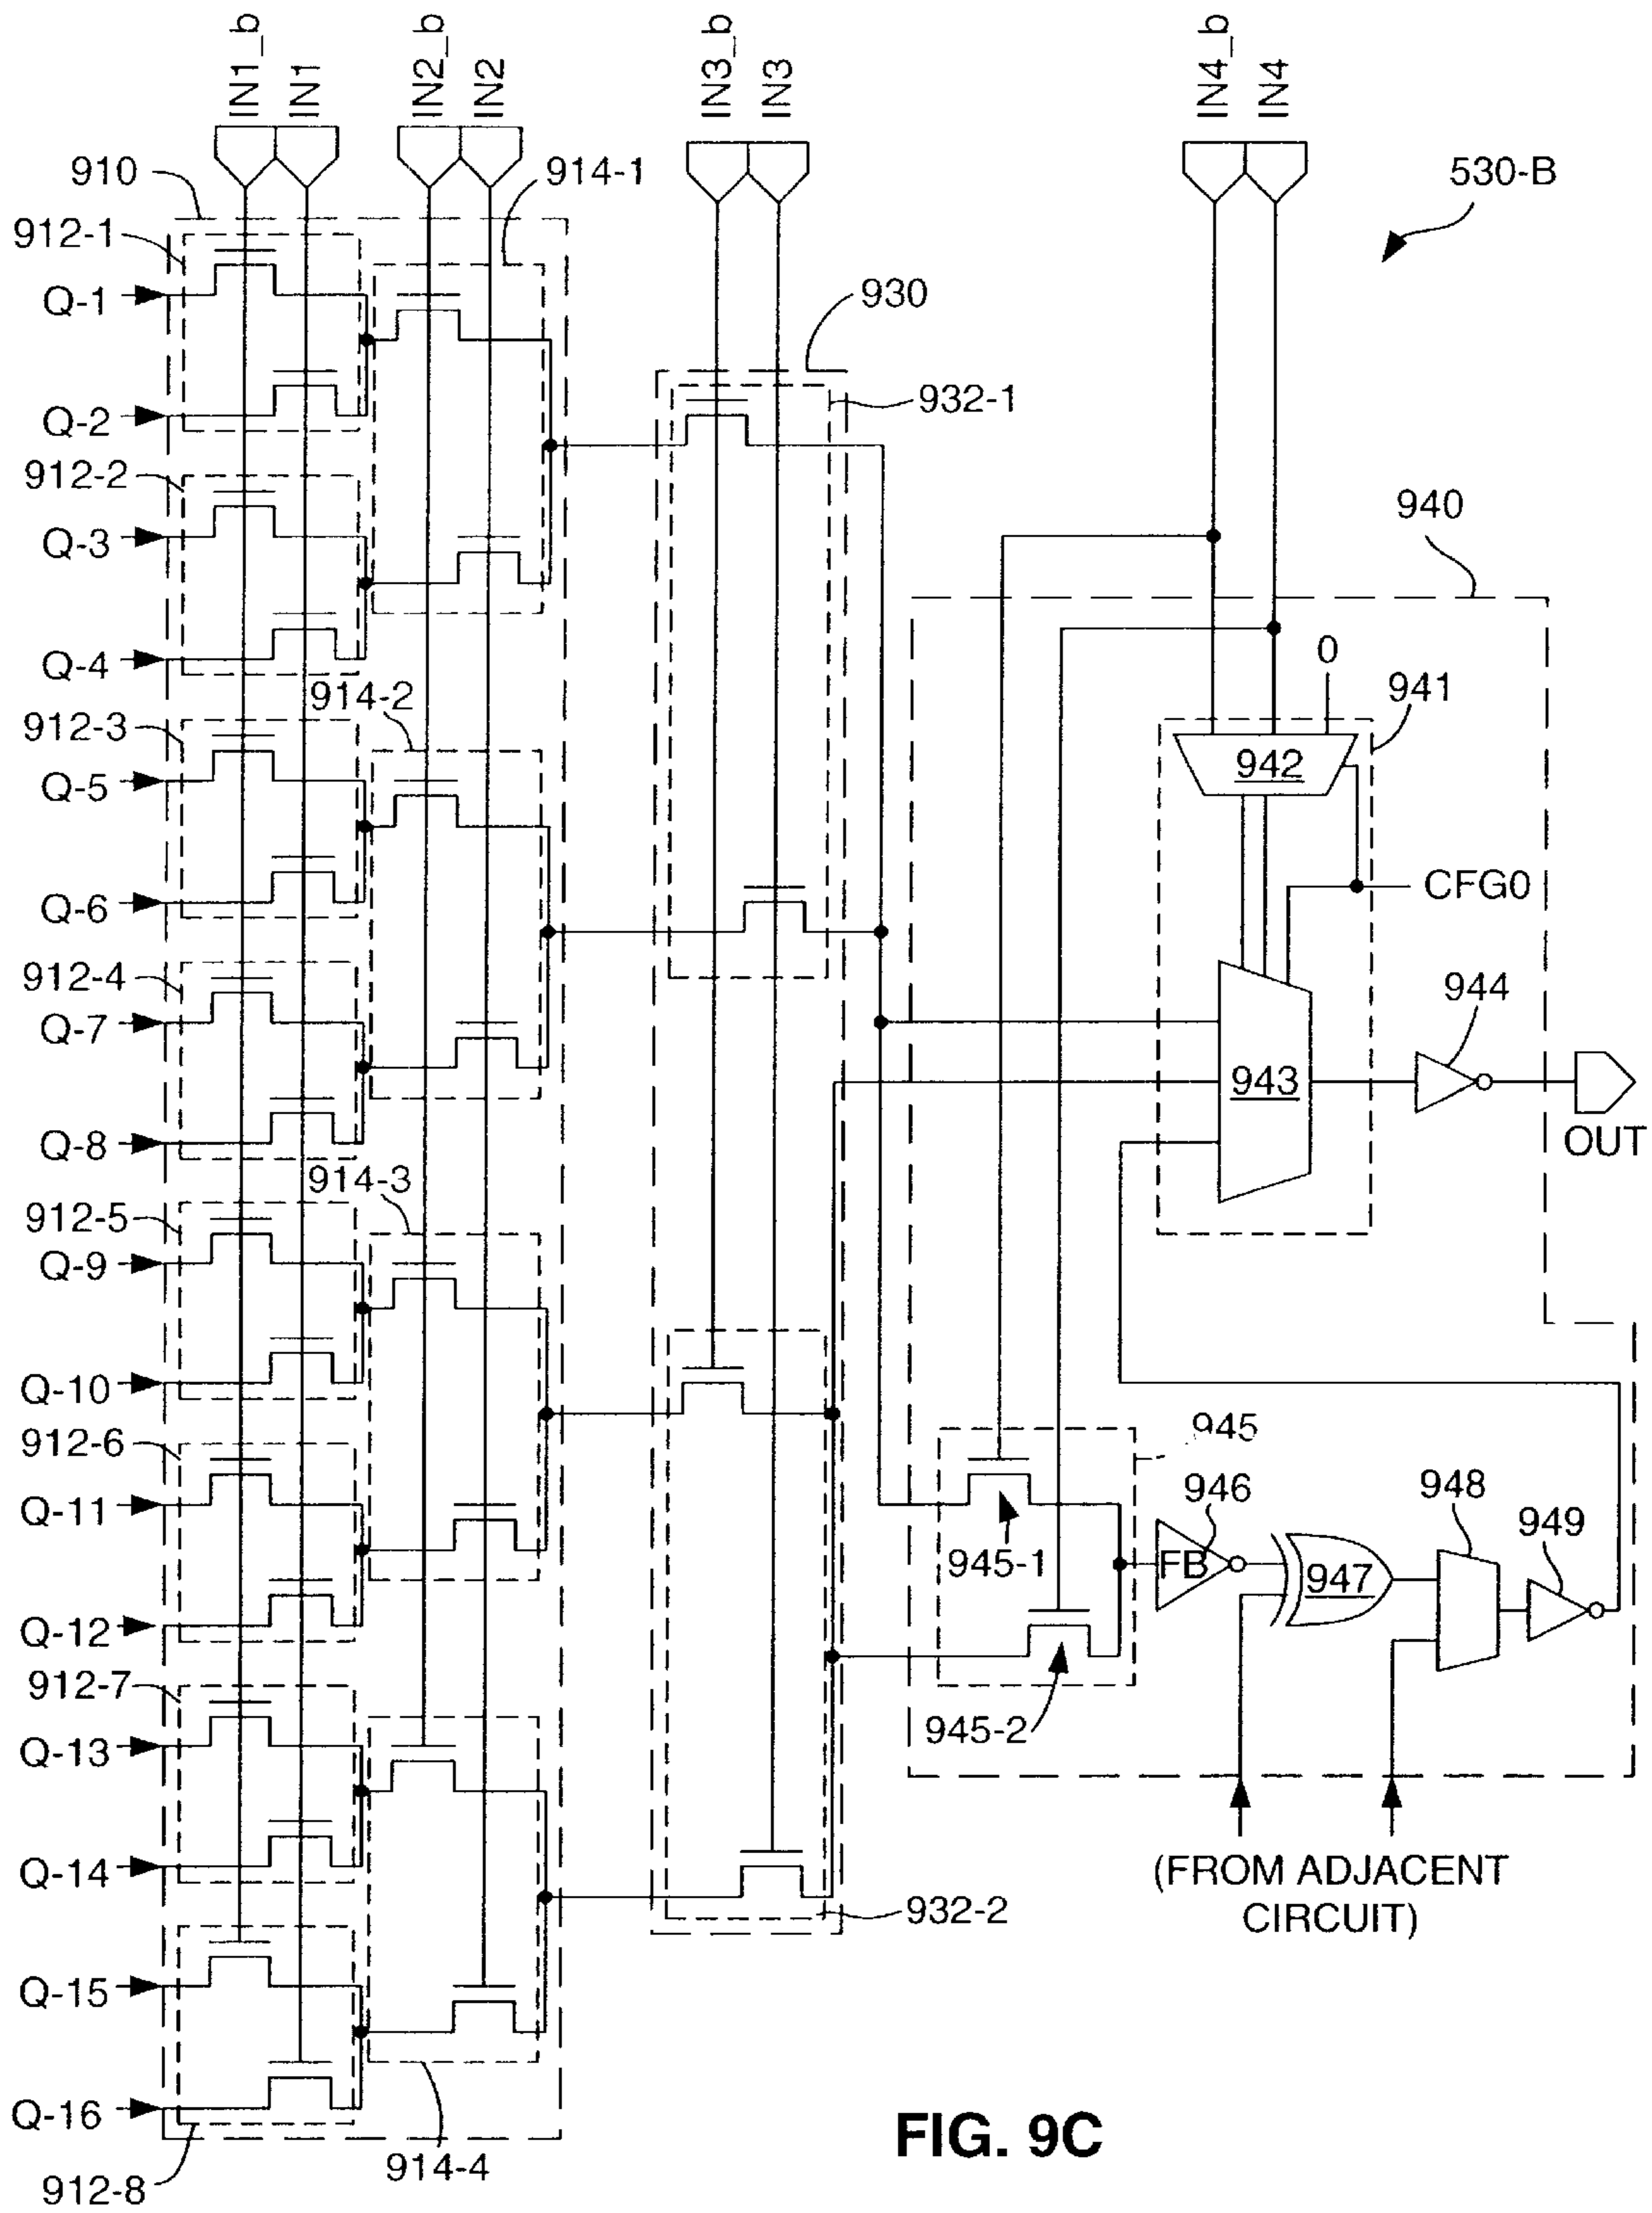 IN1_b
IN1
IN2_b
IN2
IN3_b
IN3
IN4_b
IN4
910
914-1
530-B
912-1
Q-1
930
Q-2
932-1
912-2
Q-3
940
Q-4
0
914-2
941
912-3
Q-5
942
Q-6
CFG0
912-4
944
Q-7
943
Q-8
OUT
914-3
912-5
Q-9
Q-10
912-6
945
946
948
Q-11
949
945-1
FB
947
Q-12
912-7
945-2
Q-13
Q-14
(FROM ADJACENT
CIRCUIT)
932-2
Q-15
Q-16
914-4
912-8
FIG. 9C